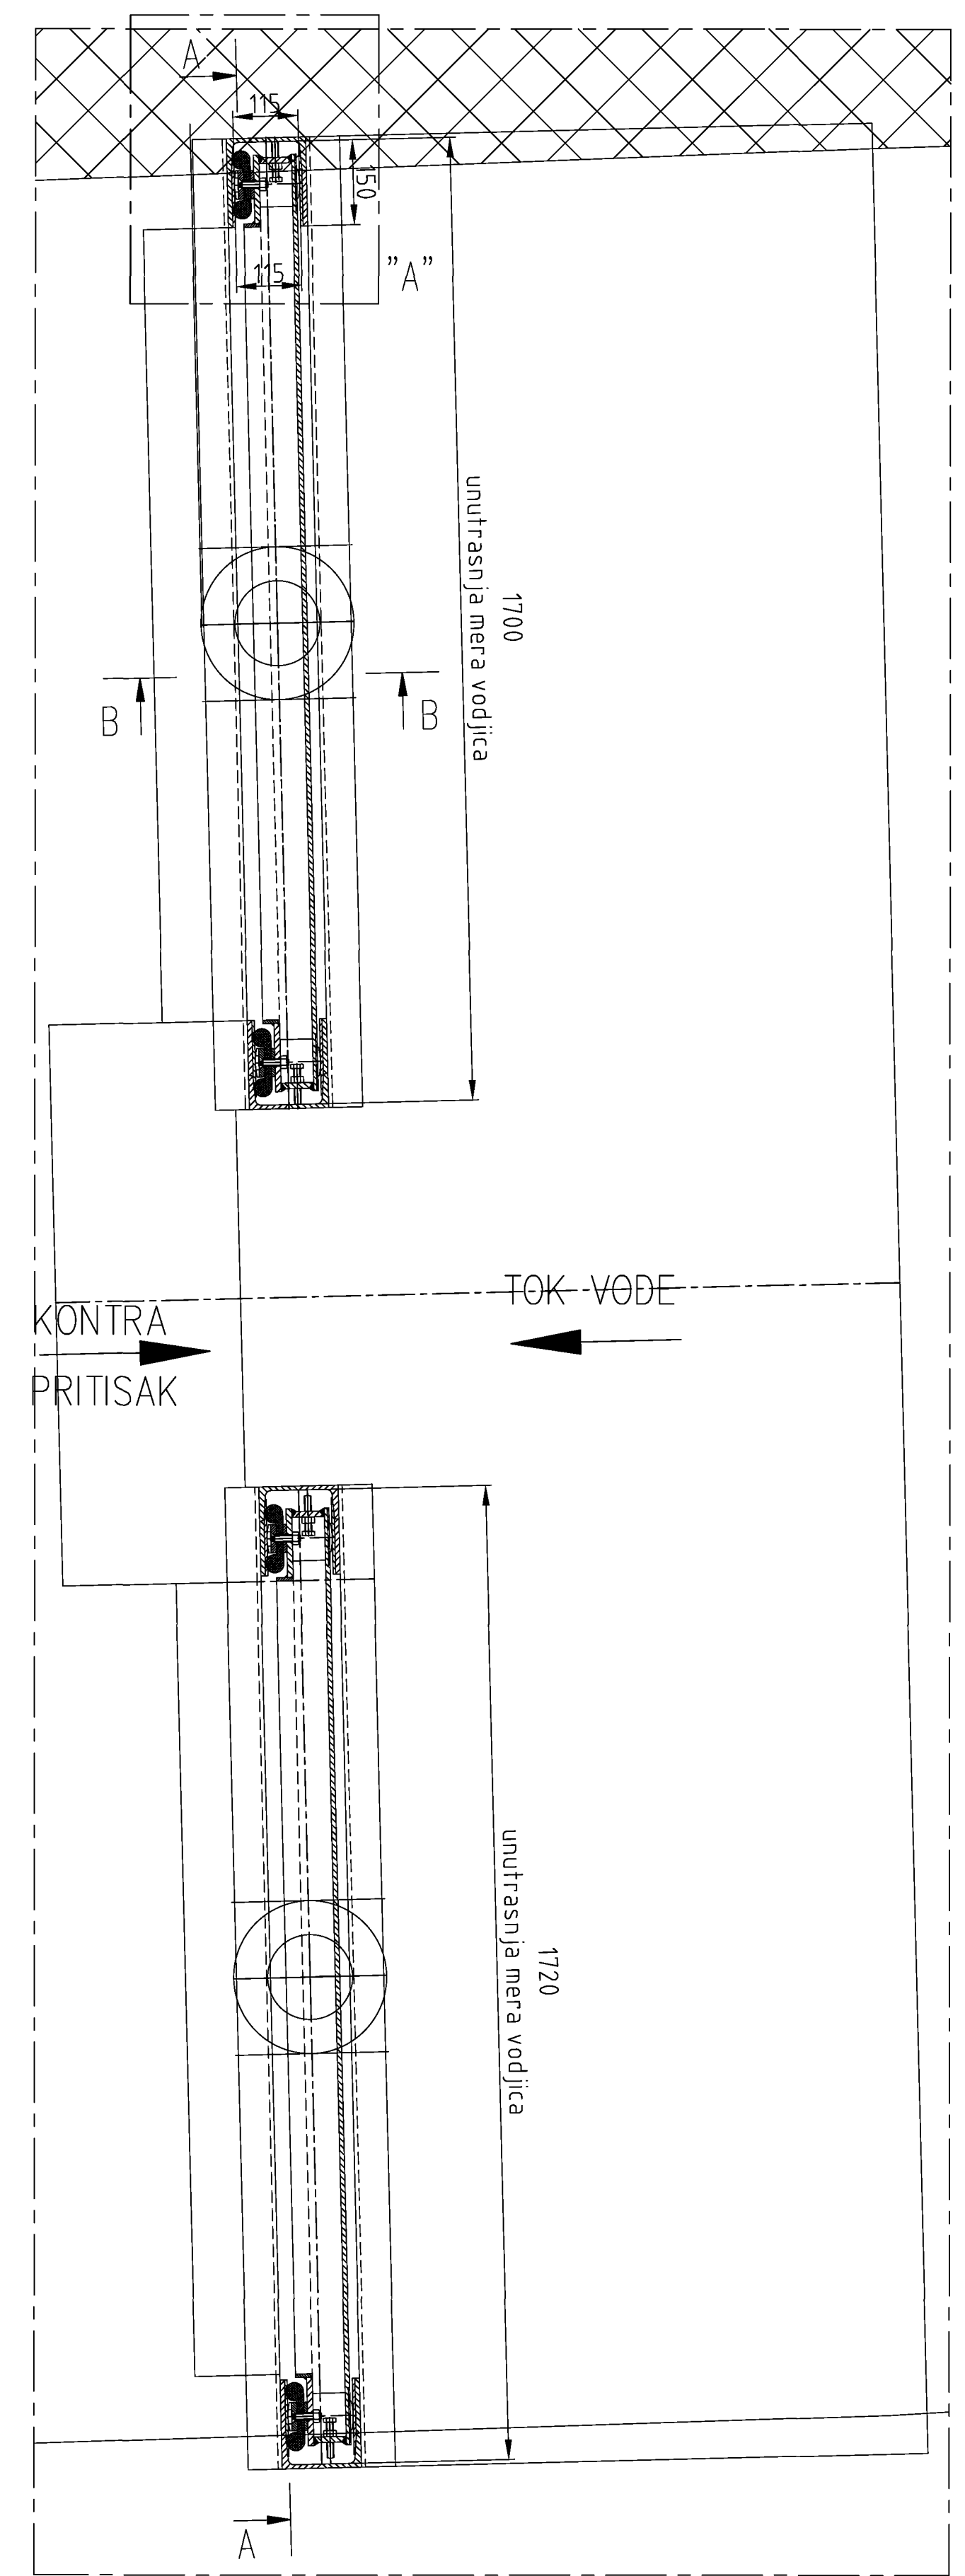 A
115
150
115
"A"
1700
unutrasnja mera vodjica
B
B
TOK VODE
KONTRA
PRITISAK
1720
unutrasnja mera vodjica
A